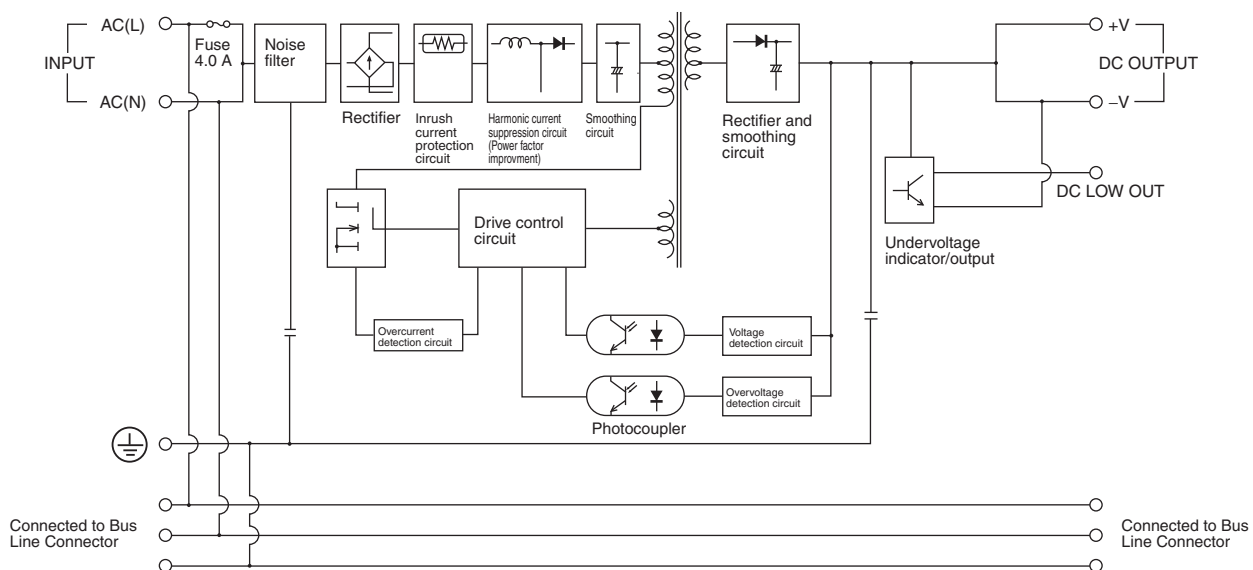 AC(L)
INPUT
AC(N)
Fuse
4.0 A
Noise
filter
Rectifier
Inrush
current
protection
circuit
Harmonic current
suppression circuit
(Power factor
improvment)
Smoothing
circuit
Rectifier and
smoothing
circuit
+V
DC OUTPUT
–V
DC LOW OUT
Undervoltage
indicator/output
Drive control
circuit
Overcurrent
detection circuit
Voltage
detection circuit
Overvoltage
detection circuit
Photocoupler
Connected to Bus
Line Connector
Connected to Bus
Line Connector